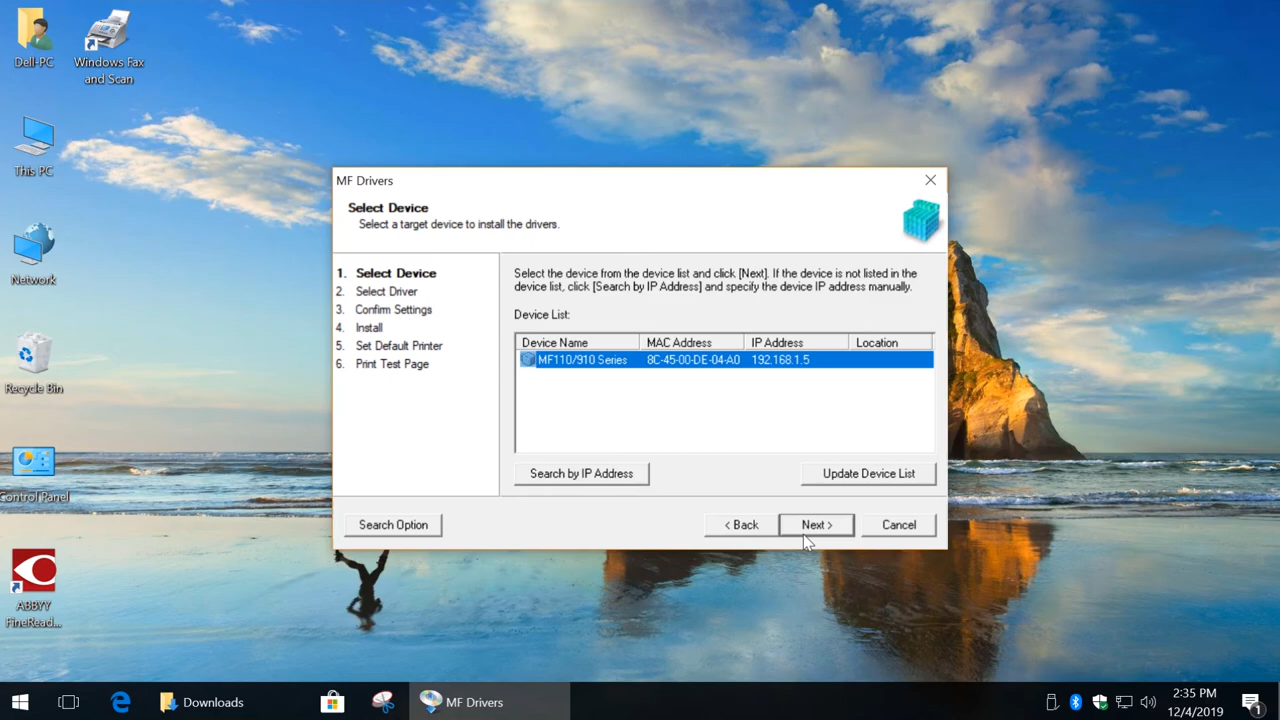 Dell-PC
Windows Fax
and Scan
This PC
Network
Recycle Bin
Control Panel
ABBYY
FineRead...
MF Drivers
Select Device
Select a target device to install the drivers.
1. Select Device
2. Select Driver
3. Confirm Settings
4. Install
5. Set Default Printer
6. Print Test Page
Select the device from the device list and click [Next]. If the device is not listed in the
device list, click [Search by IP Address] and specify the device IP address manually.
Device List:
Device Name MAC Address IP Address Location
MF110/910 Series 8C-45-00-DE-04-A0 192.168.1.5
Search by IP Address Update Device List
Search Option < Back Next > Cancel
Downloads MF Drivers 2:35 PM
12/4/2019
1